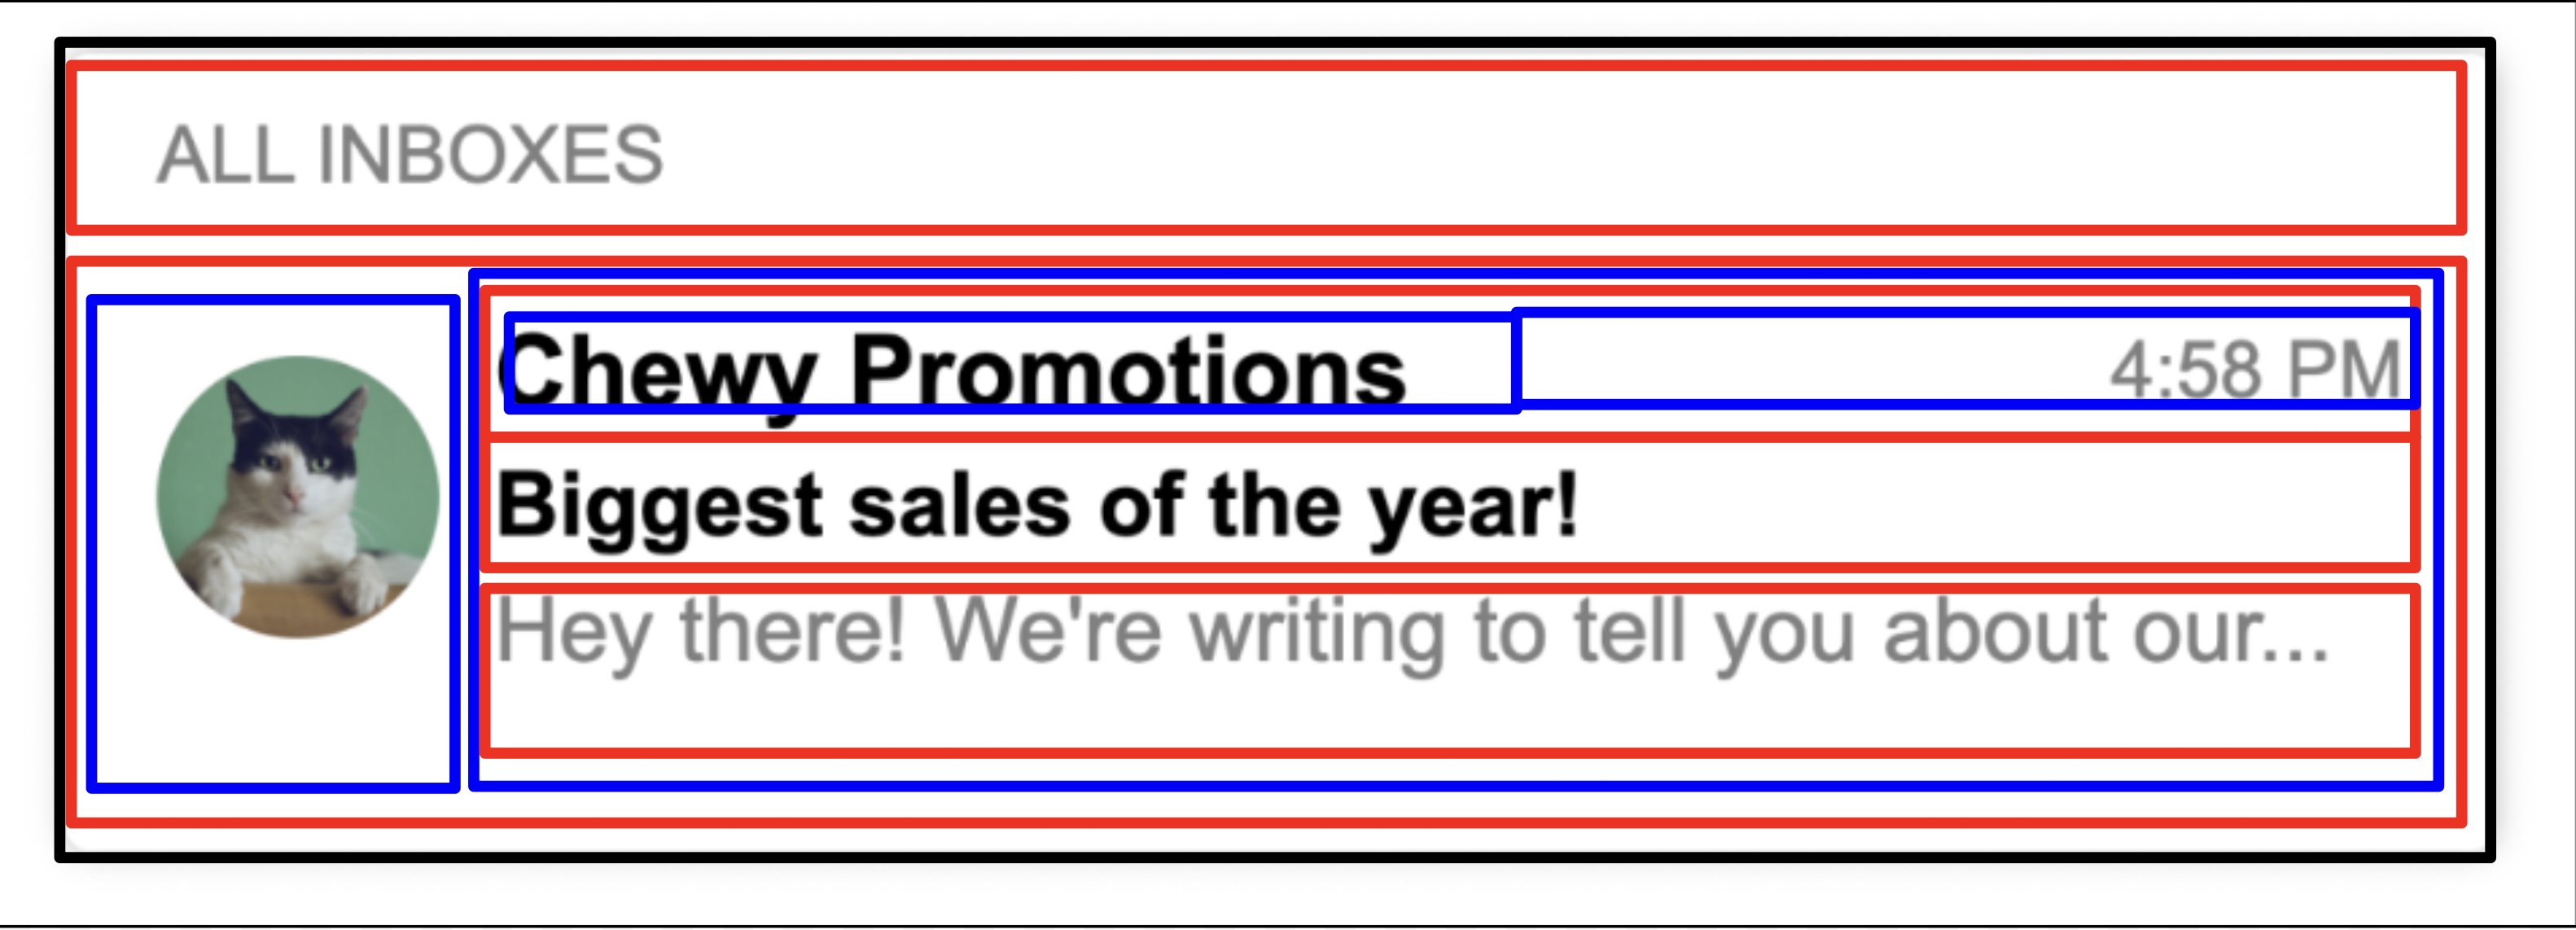 ALL INBOXES
Chewy Promotions 4:58 PM
Biggest sales of the year!
Hey there! We're writing to tell you about our...